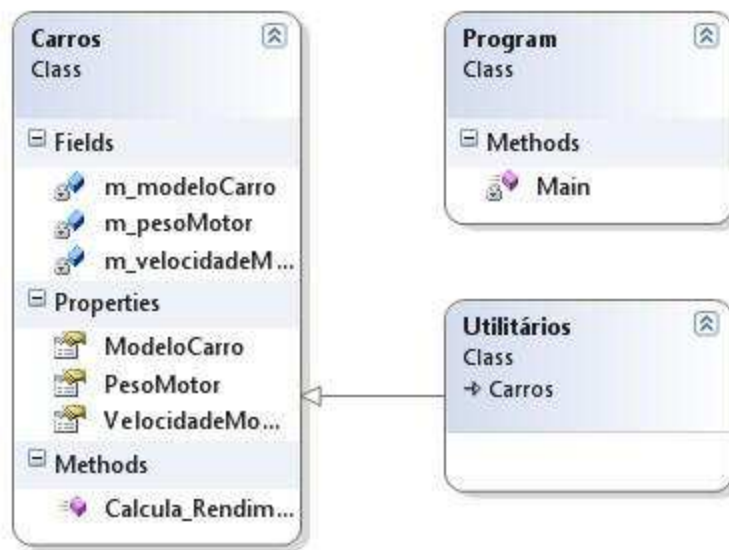 Carros
Class
Fields
m_modeloCarro
m_pesoMotor
m_velocidadeM...
Properties
ModeloCarro
PesoMotor
VelocidadeMo...
Methods
Calcula_Rendim...
Program
Class
Methods
Main
Utilitários
Class
Carros